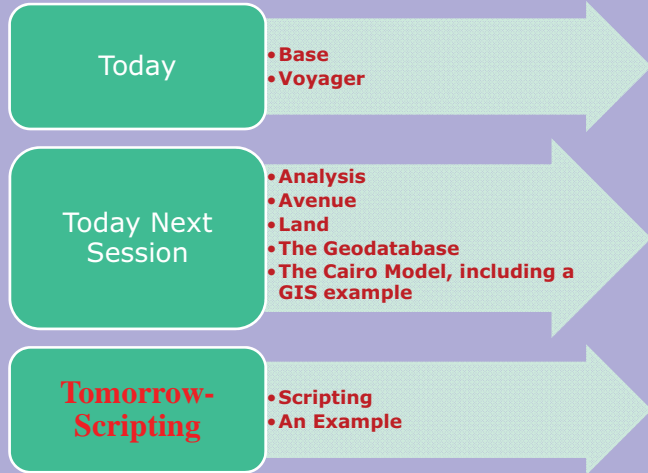 Today
• Base
• Voyager
Today Next
Session
• Analysis
• Avenue
• Land
• The Geodatabase
• The Cairo Model, including a
GIS example
Tomorrow-
Scripting
• Scripting
• An Example